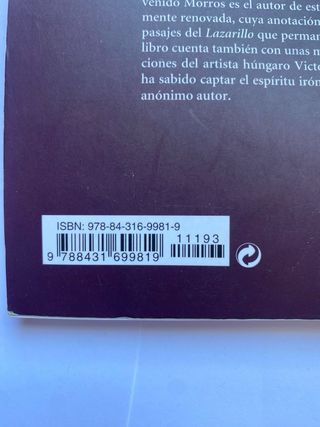 venido Morros es el autor de est
mente renovada, cuya anotación
pasajes del Lazarillo que perman
libro cuenta también con unas m
ciones del artista húngaro Victo
ha sabido captar el espíritu irón
anónimo autor.
ISBN: 978-84-316-9981-9
11193
9 788431 699819